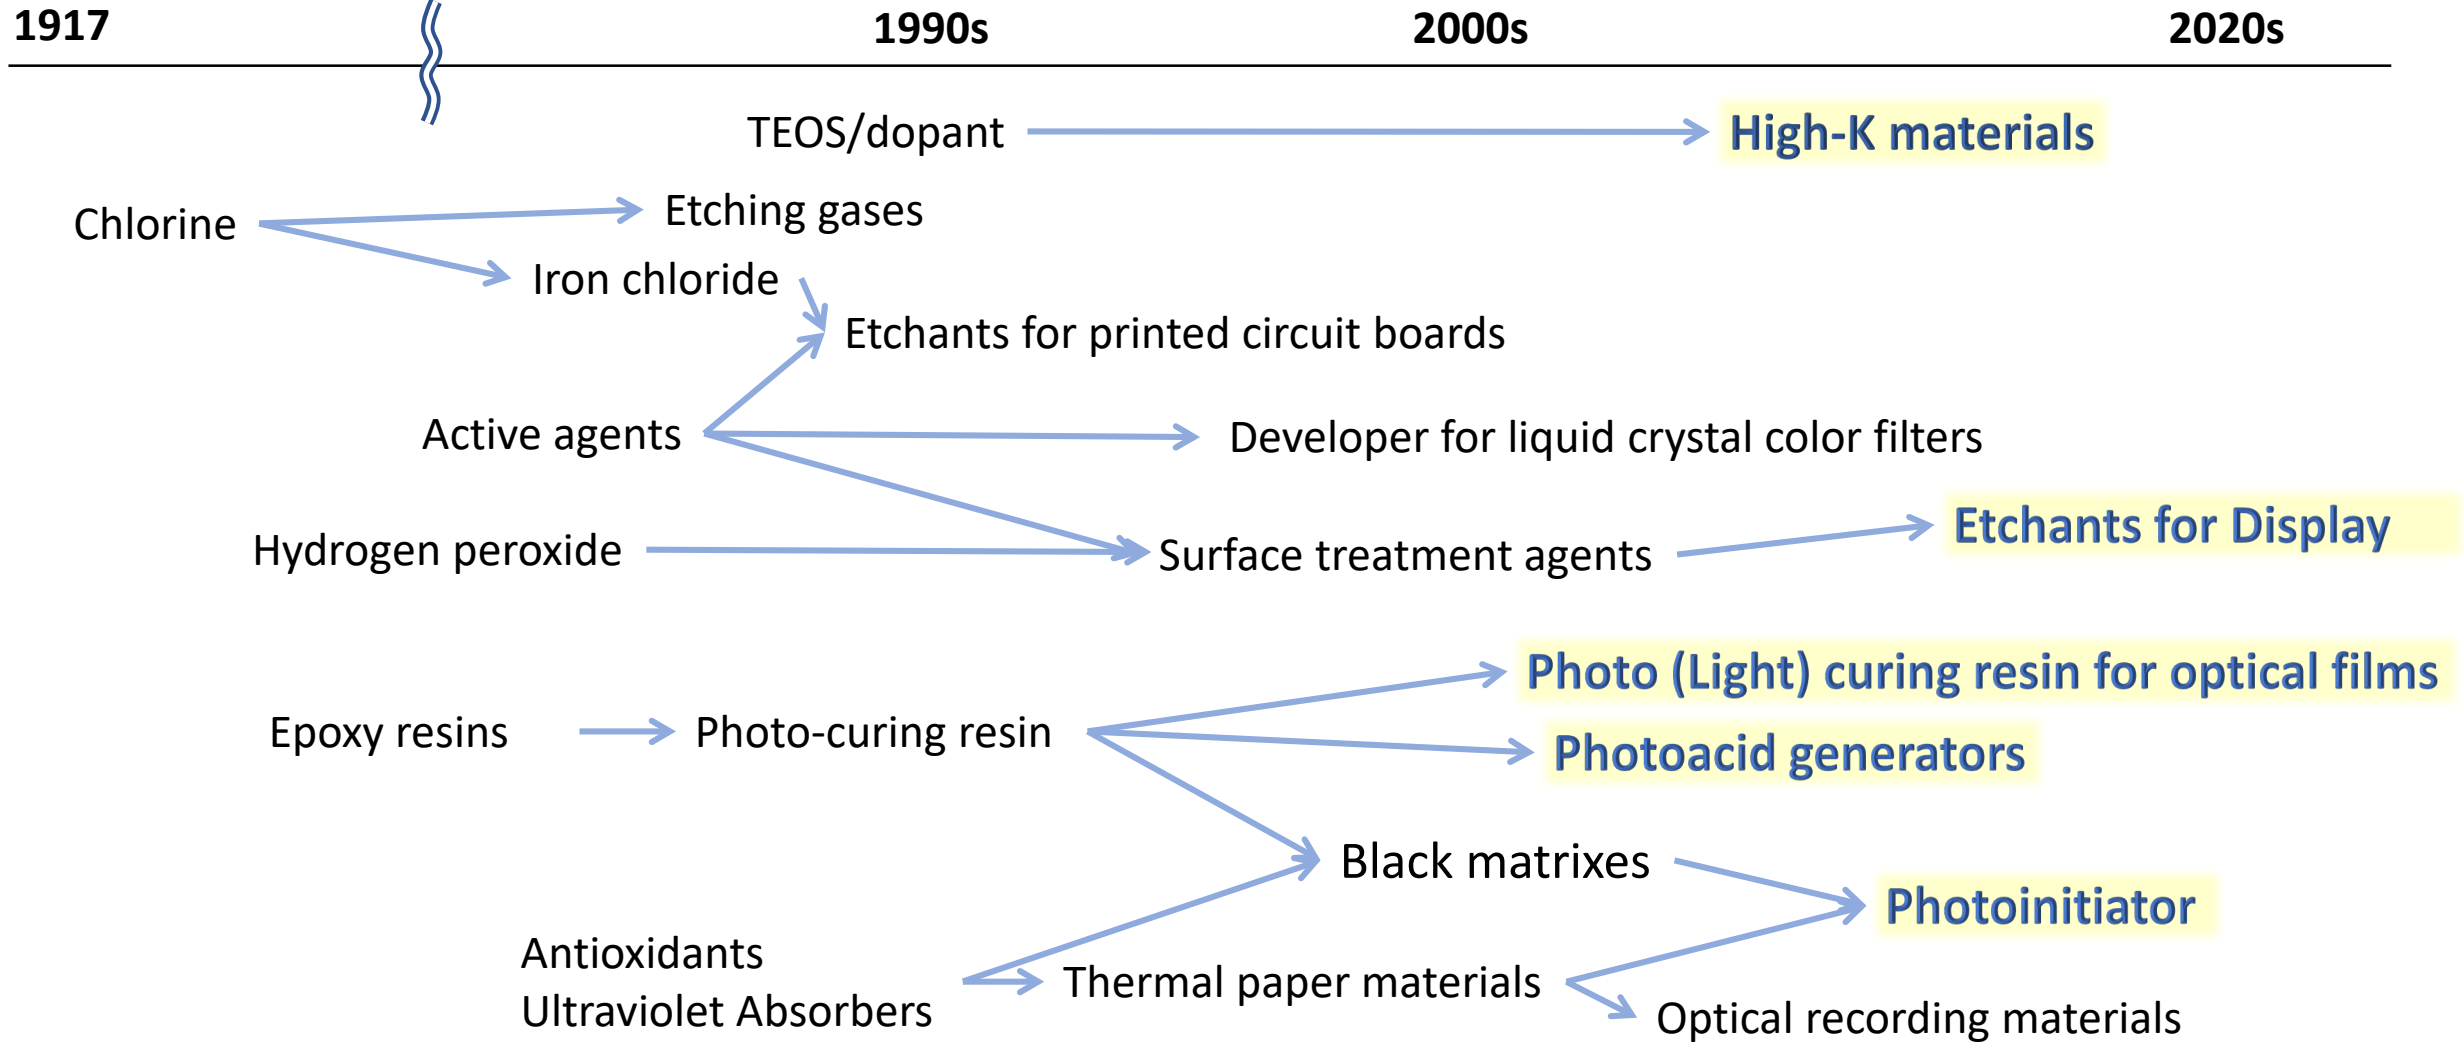 1917
1990s
2000s
2020s
TEOS/dopant
High-K materials
Chlorine
Etching gases
Iron chloride
Etchants for printed circuit boards
Active agents
Developer for liquid crystal color filters
Hydrogen peroxide
Surface treatment agents
Etchants for Display
Photo (Light) curing resin for optical films
Epoxy resins
Photo-curing resin
Photoacid generators
Black matrixes
Photoinitiator
Antioxidants
Ultraviolet Absorbers
Thermal paper materials
Optical recording materials